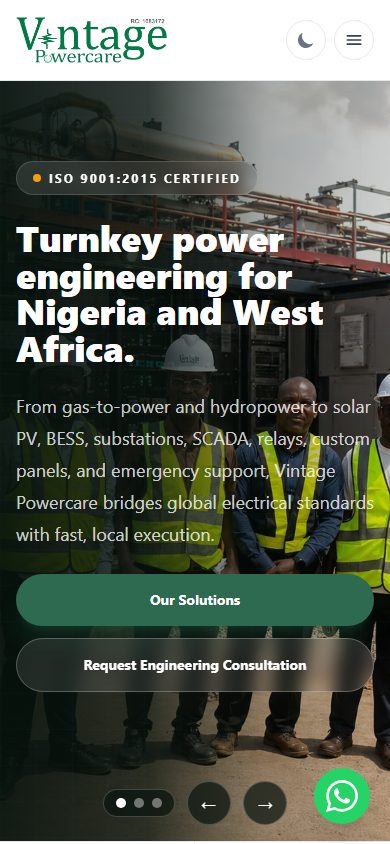 RC: 1683172
Vintage
Powercare
ISO 9001:2015 CERTIFIED
Turnkey power
engineering for
Nigeria and West
Africa.
From gas-to-power and hydropower to solar
PV, BESS, substations, SCADA, relays, custom
panels, and emergency support, Vintage
Powercare bridges global electrical standards
with fast, local execution.
Our Solutions
Request Engineering Consultation
← →